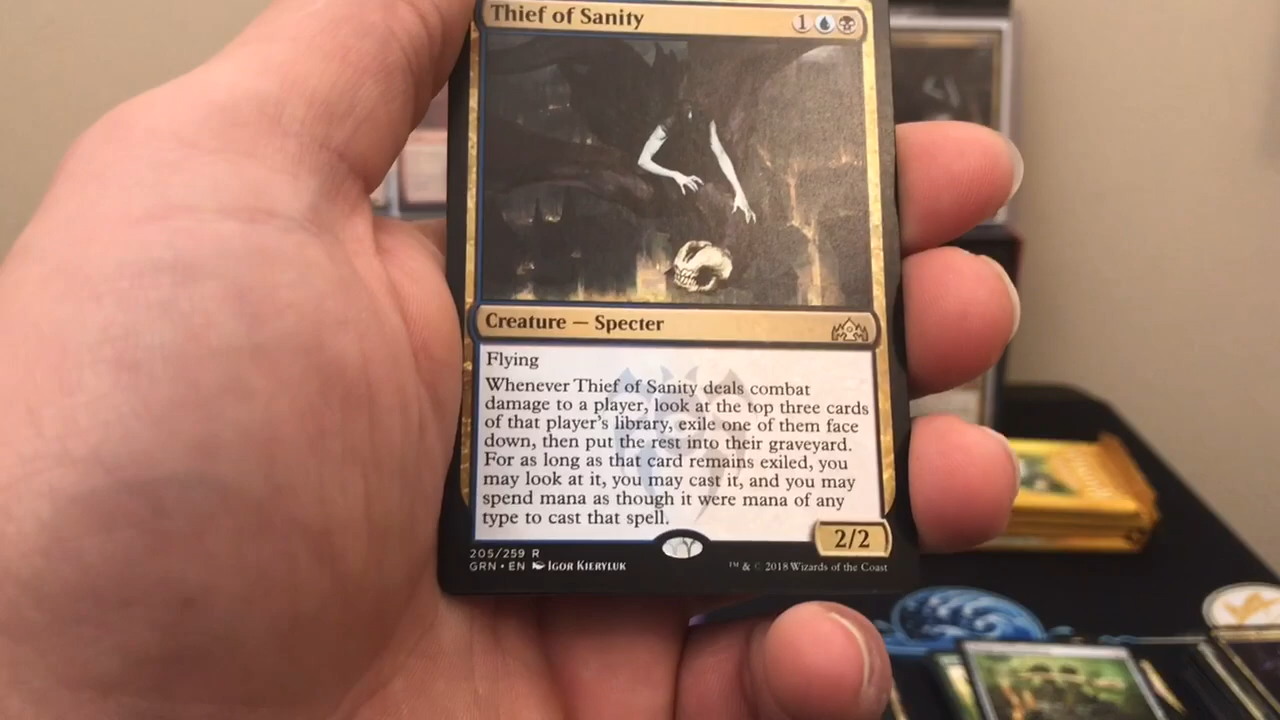 Thief of Sanity 1
Creature — Specter
Flying
Whenever Thief of Sanity deals combat
damage to a player, look at the top three cards
of that player's library, exile one of them face
down, then put the rest into their graveyard.
For as long as that card remains exiled, you
may look at it, you may cast it, and you may
spend mana as though it were mana of any
type to cast that spell.
2/2
205/259 R
GRN • EN IGOR KIERYLUK
™ & © 2018 Wizards of the Coast